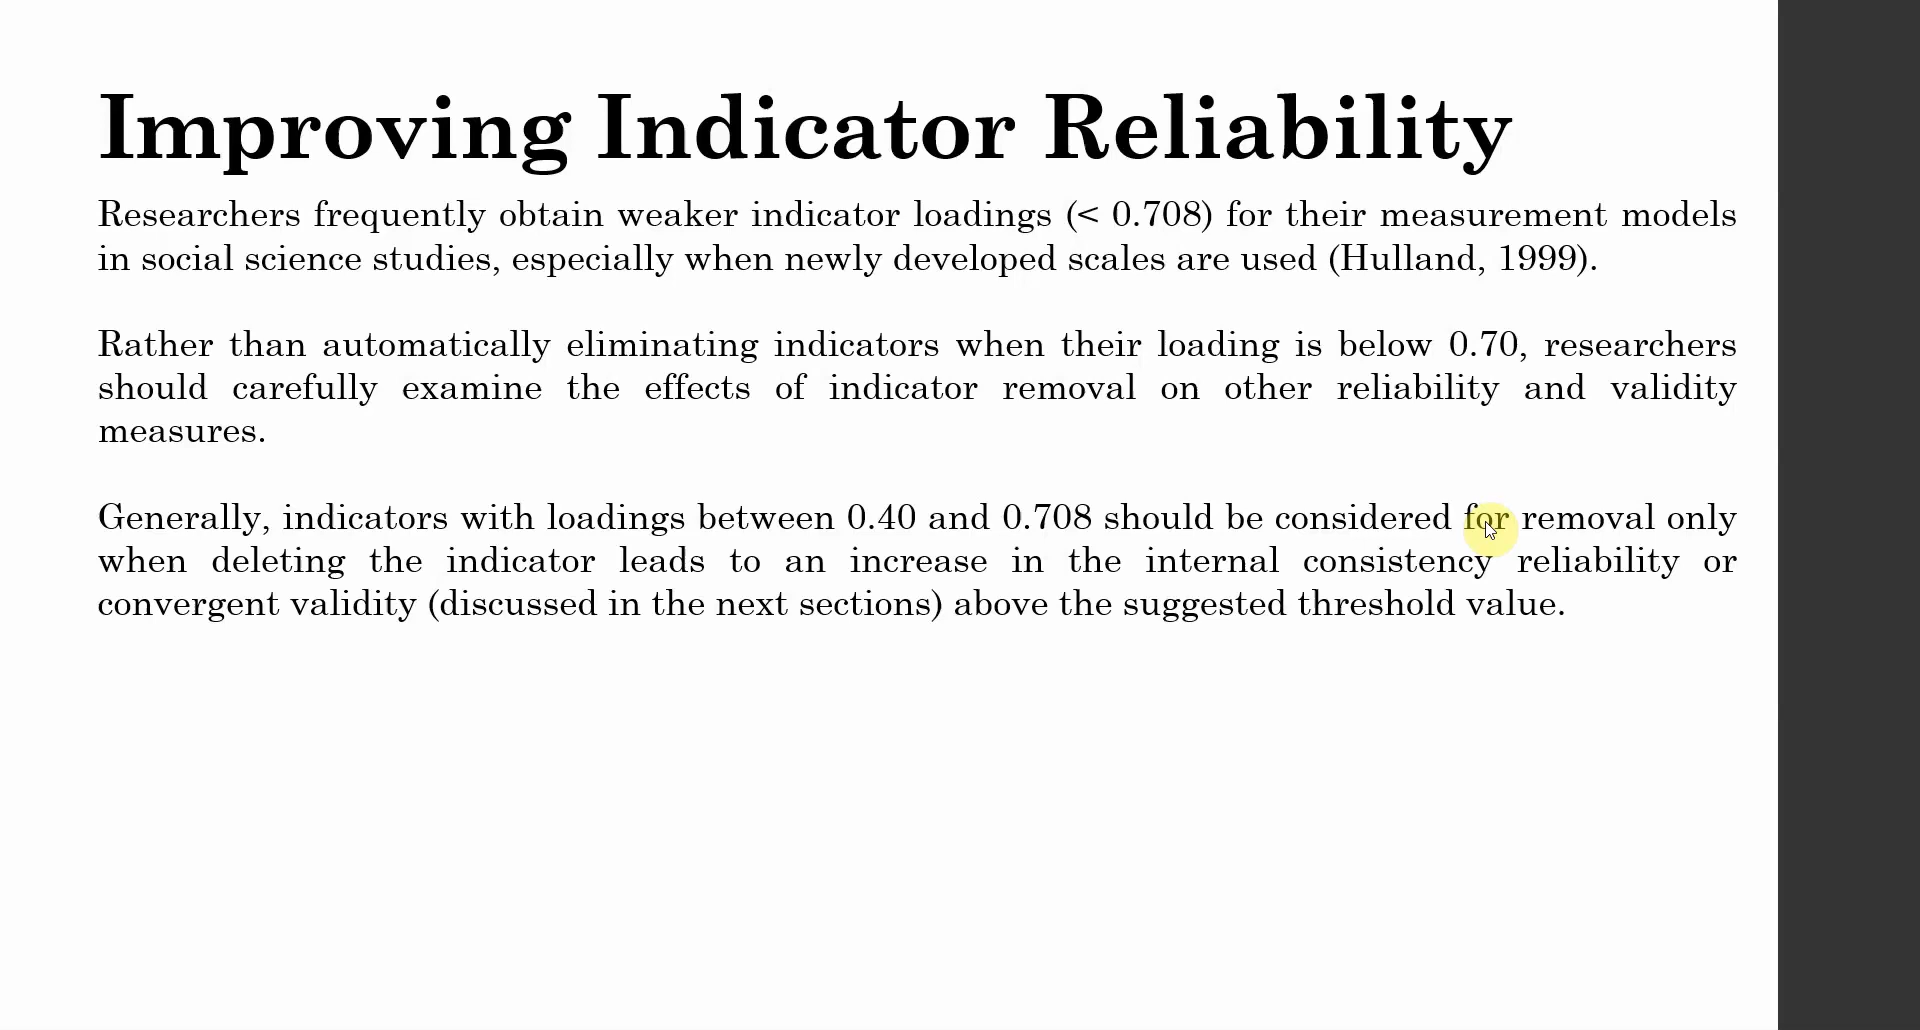 Improving Indicator Reliability
Researchers frequently obtain weaker indicator loadings (< 0.708) for their measurement models
in social science studies, especially when newly developed scales are used (Hulland, 1999).
Rather than automatically eliminating indicators when their loading is below 0.70, researchers
should carefully examine the effects of indicator removal on other reliability and validity
measures.
Generally, indicators with loadings between 0.40 and 0.708 should be considered for removal only
when deleting the indicator leads to an increase in the internal consistency reliability or
convergent validity (discussed in the next sections) above the suggested threshold value.